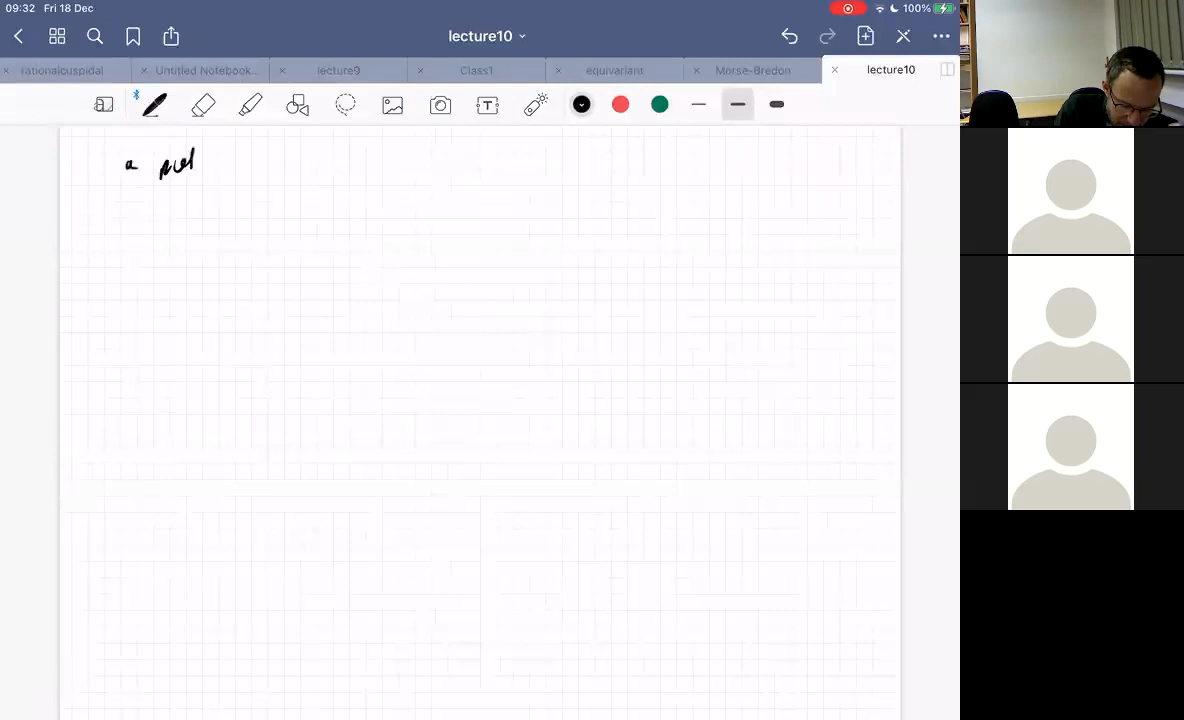 09:32 Fri 18 Dec 100%
lecture10
rationalcuspidal Untitled Notebook... lecture9 Class1 equivariant Morse-Bredon lecture10
a